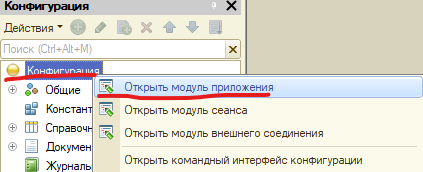 Конфигурация
Действия
Поиск (Ctrl+Alt+M)
Конфигурация
Общие
Открыть модуль приложения
Констант
Открыть модуль сеанса
Справочн
Открыть модуль внешнего соединения
Докумен
Открыть командный интерфейс конфигурации
Журналы